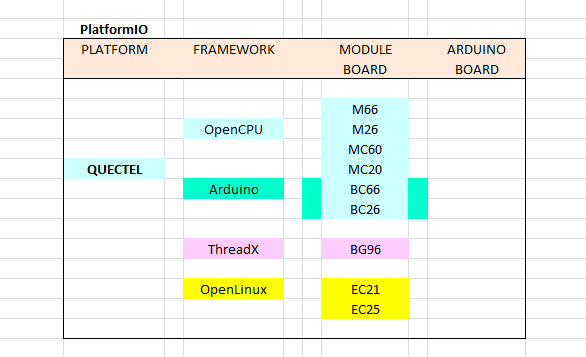 PlatformIO
PLATFORM FRAMEWORK MODULE BOARD ARDUINO BOARD
M66
OpenCPU M26
MC60
QUECTEL MC20
Arduino BC66
BC26
ThreadX BG96
OpenLinux EC21
EC25